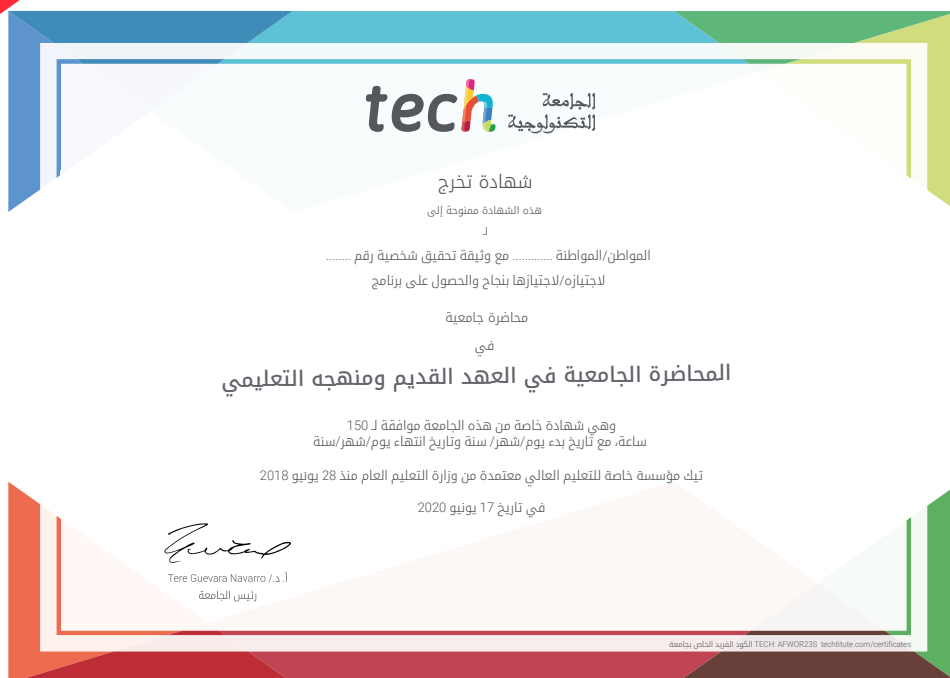 tech الجامعة
التكنولوجية
شهادة تخرج
هذه الشهادة ممنوحة إلى
لـ
المواطن/المواطنة ............. مع وثيقة تحقيق شخصية رقم ........
لاجتيازه/لاجتيازها بنجاح والحصول على برنامج
محاضرة جامعية
في
المحاضرة الجامعية في العهد القديم ومنهجه التعليمي
وهي شهادة خاصة من هذه الجامعة موافقة لـ 150
ساعة، مع تاريخ بدء يوم/شهر/ سنة وتاريخ انتهاء يوم/شهر/سنة
تيك مؤسسة خاصة للتعليم العالي معتمدة من وزارة التعليم العام منذ 28 يونيو 2018
في تاريخ 17 يونيو 2020
أ. د./ Tere Guevara Navarro
رئيس الجامعة
الكود الفريد الخاص بجامعة TECH: AFWOR23S techtitute.com/certificates